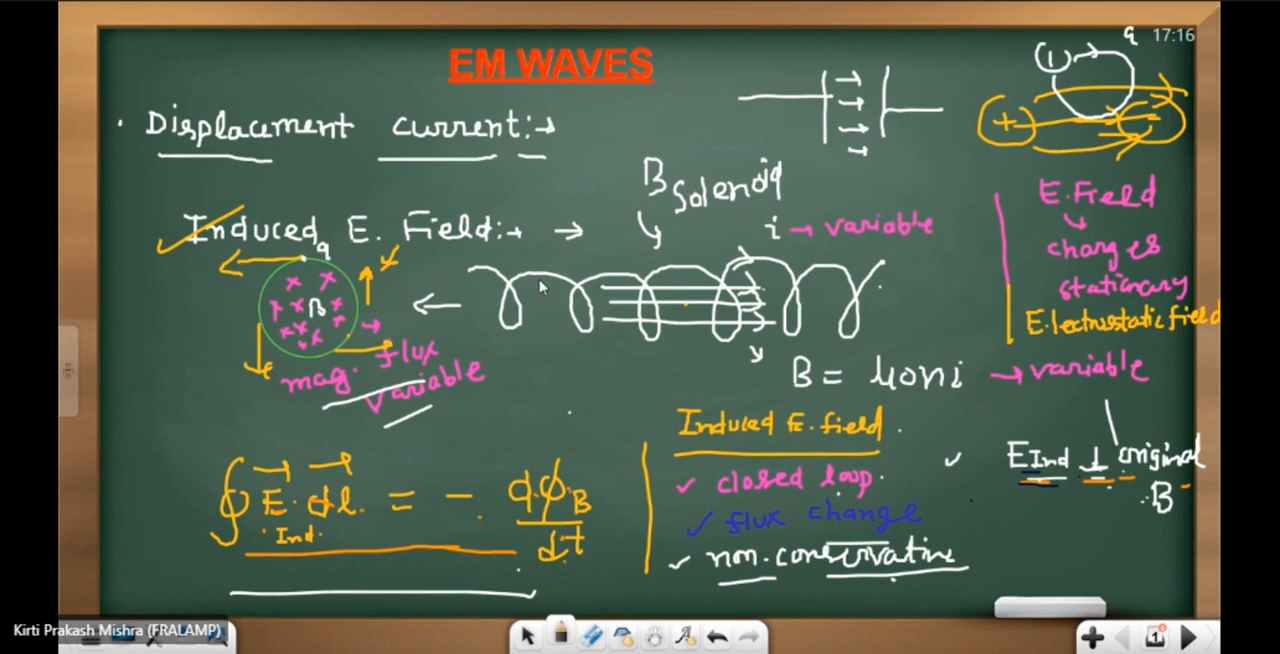 17:16
EM WAVES
q
Displacement current:→
+
B Solenoid
E. Field
charges
stationary
Electrostatic field
Induced E. Field:→ →
i → variable
q
B
mag. flux
variable
B = μ0ni → variable
Induced E. field.
✓ closed loop.
✓ flux change
✓ non-conservative
✓ EInd ⊥ original
B
∮ E. dl. = - dφB
Ind. dt
Kirti Prakash Mishra (FRALAMP)
1